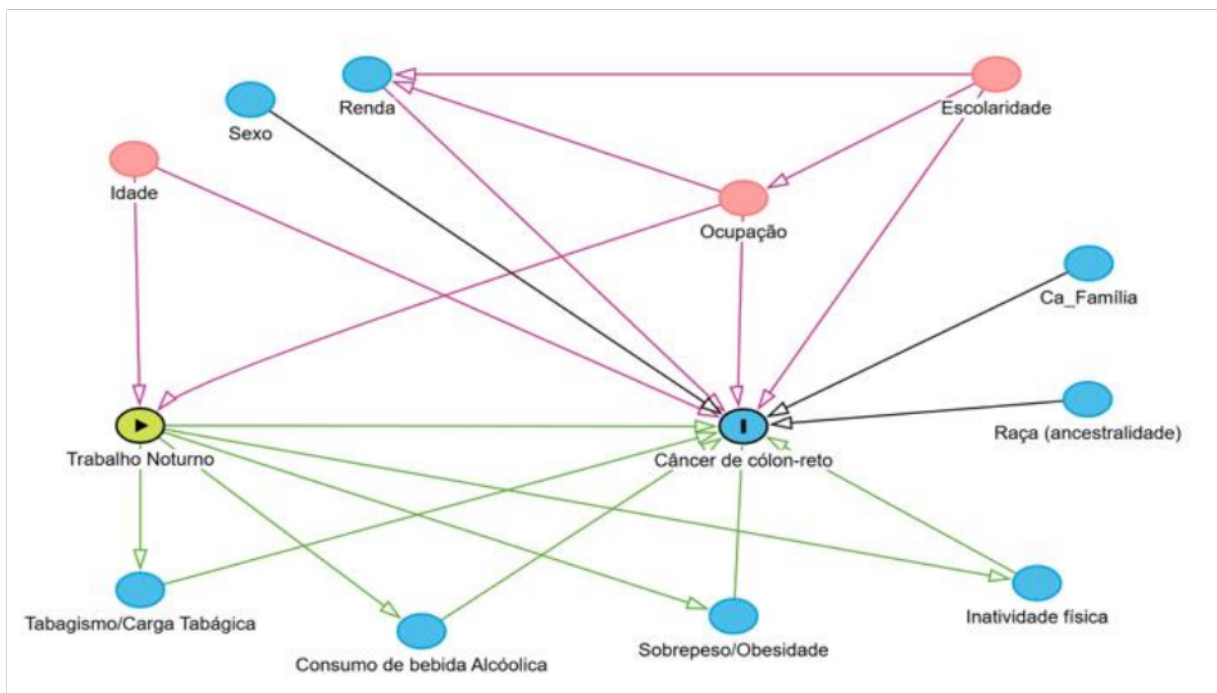 Renda
Escolaridade
Sexo
Idade
Ocupação
Ca_Família
Raça (ancestralidade)
Trabalho Noturno
Câncer de cólon-reto
Tabagismo/Carga Tabágica
Consumo de bebida Alcóolica
Sobrepeso/Obesidade
Inatividade física